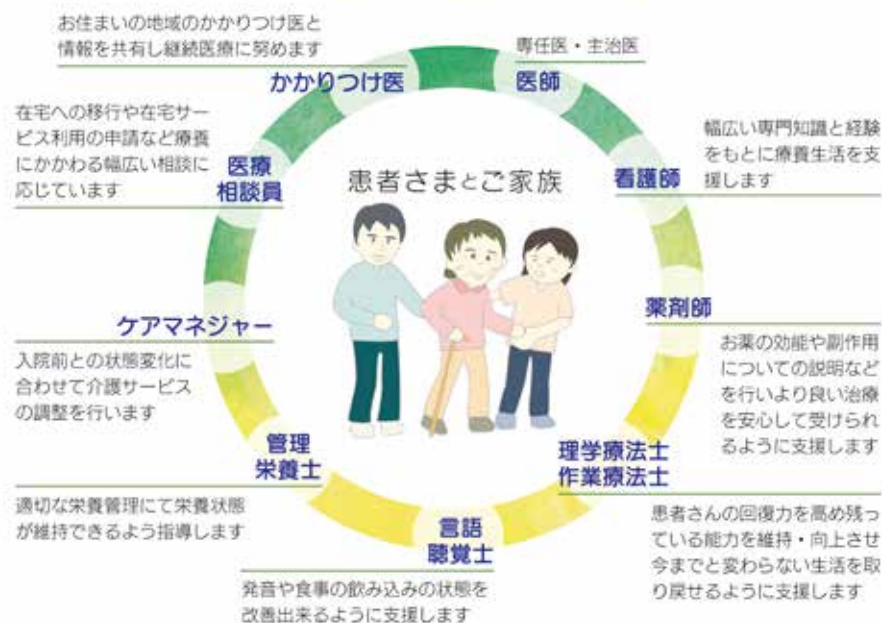 お住まいの地域のかかりつけ医と
情報を共有し継続医療に努めます
かかりつけ医
専任医・主治医
医師
幅広い専門知識と経験
をもとに療養生活を支
援します
看護師
薬剤師
お薬の効能や副作用
についての説明など
を行いより良い治療
を安心して受けられ
るように支援します
理学療法士
作業療法士
患者さんの回復力を高め残っ
ている能力を維持・向上させ
今までと変わらない生活を取
り戻せるように支援します
言語
聴覚士
発音や食事の飲み込みの状態を
改善出来るように支援します
管理
栄養士
適切な栄養管理にて栄養状態
が維持できるよう指導します
ケアマネジャー
入院前との状態変化に
合わせて介護サービス
の調整を行います
医療
相談員
在宅への移行や在宅サー
ビス利用の申請など療養
にかかわる幅広い相談に
応じています
患者さまとご家族